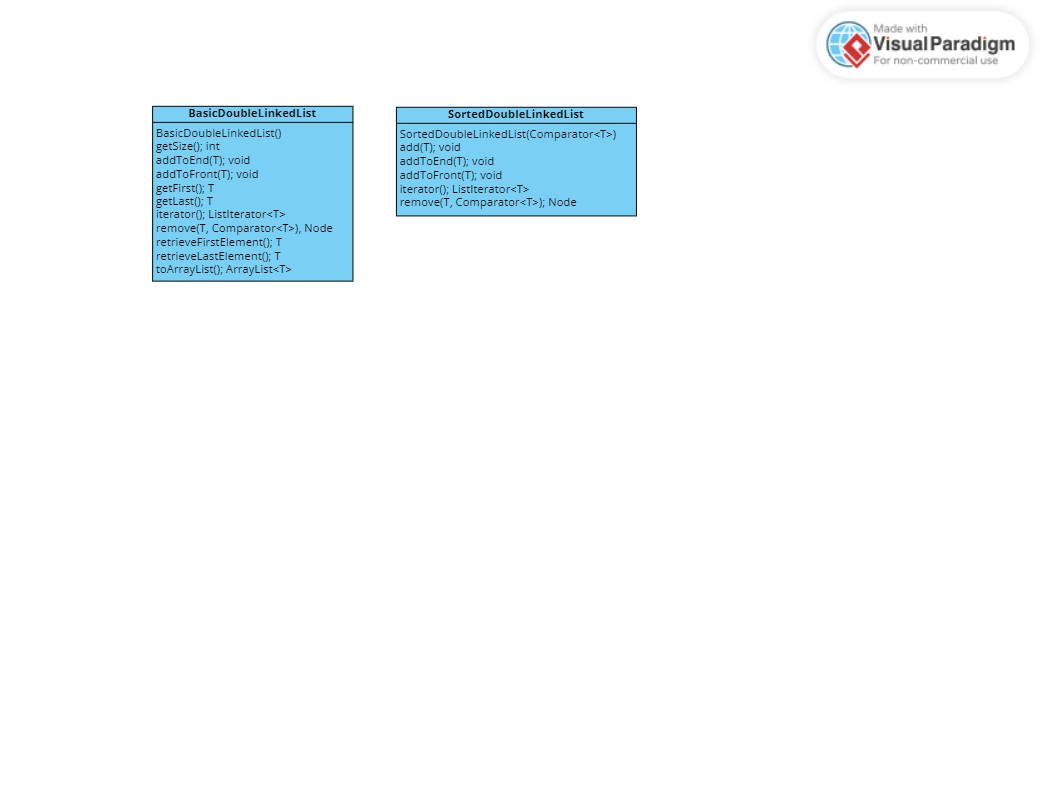 Made with
Visual Paradigm
For non-commercial use
BasicDoubleLinkedList
BasicDoubleLinkedList()
getSize(); int
addToEnd(T); void
addToFront(T); void
getFirst(); T
getLast(); T
iterator(); ListIterator<T>
remove(T, Comparator<T>), Node
retrieveFirstElement(); T
retrieveLastElement(); T
toArrayList(); ArrayList<T>
SortedDoubleLinkedList
SortedDoubleLinkedList(Comparator<T>)
add(T); void
addToEnd(T); void
addToFront(T); void
iterator(); ListIterator<T>
remove(T, Comparator<T>); Node